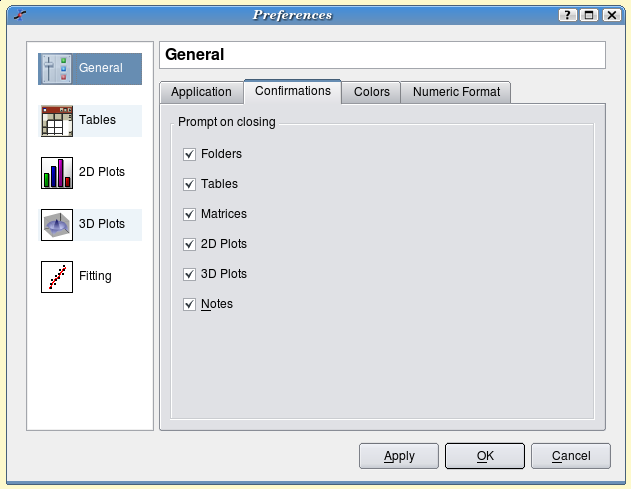 Preferences
General
Tables
2D Plots
3D Plots
Fitting
General
Application Confirmations Colors Numeric Format
Prompt on closing
Folders
Tables
Matrices
2D Plots
3D Plots
Notes
Apply OK Cancel